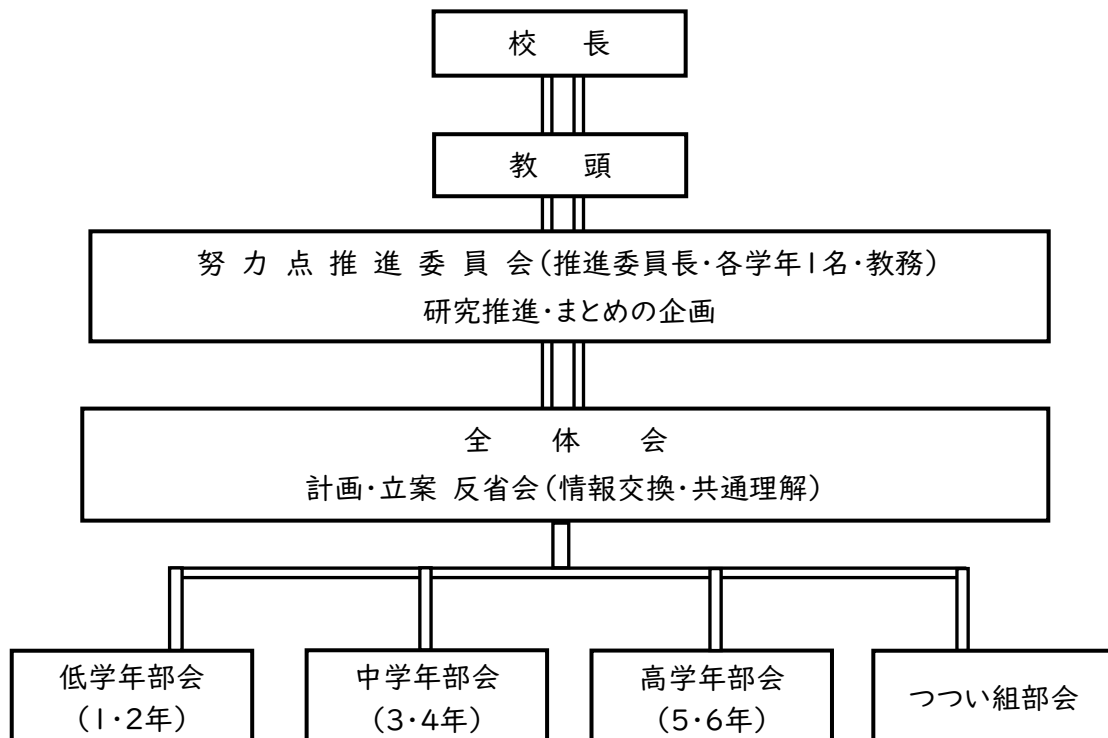 校　長
教　頭
努 力 点 推 進 委 員 会(推進委員長・各学年1名・教務)
研究推進・まとめの企画
全　体　会
計画・立案 反省会(情報交換・共通理解)
低学年部会
(1・2年)
中学年部会
(3・4年)
高学年部会
(5・6年)
つつい組部会